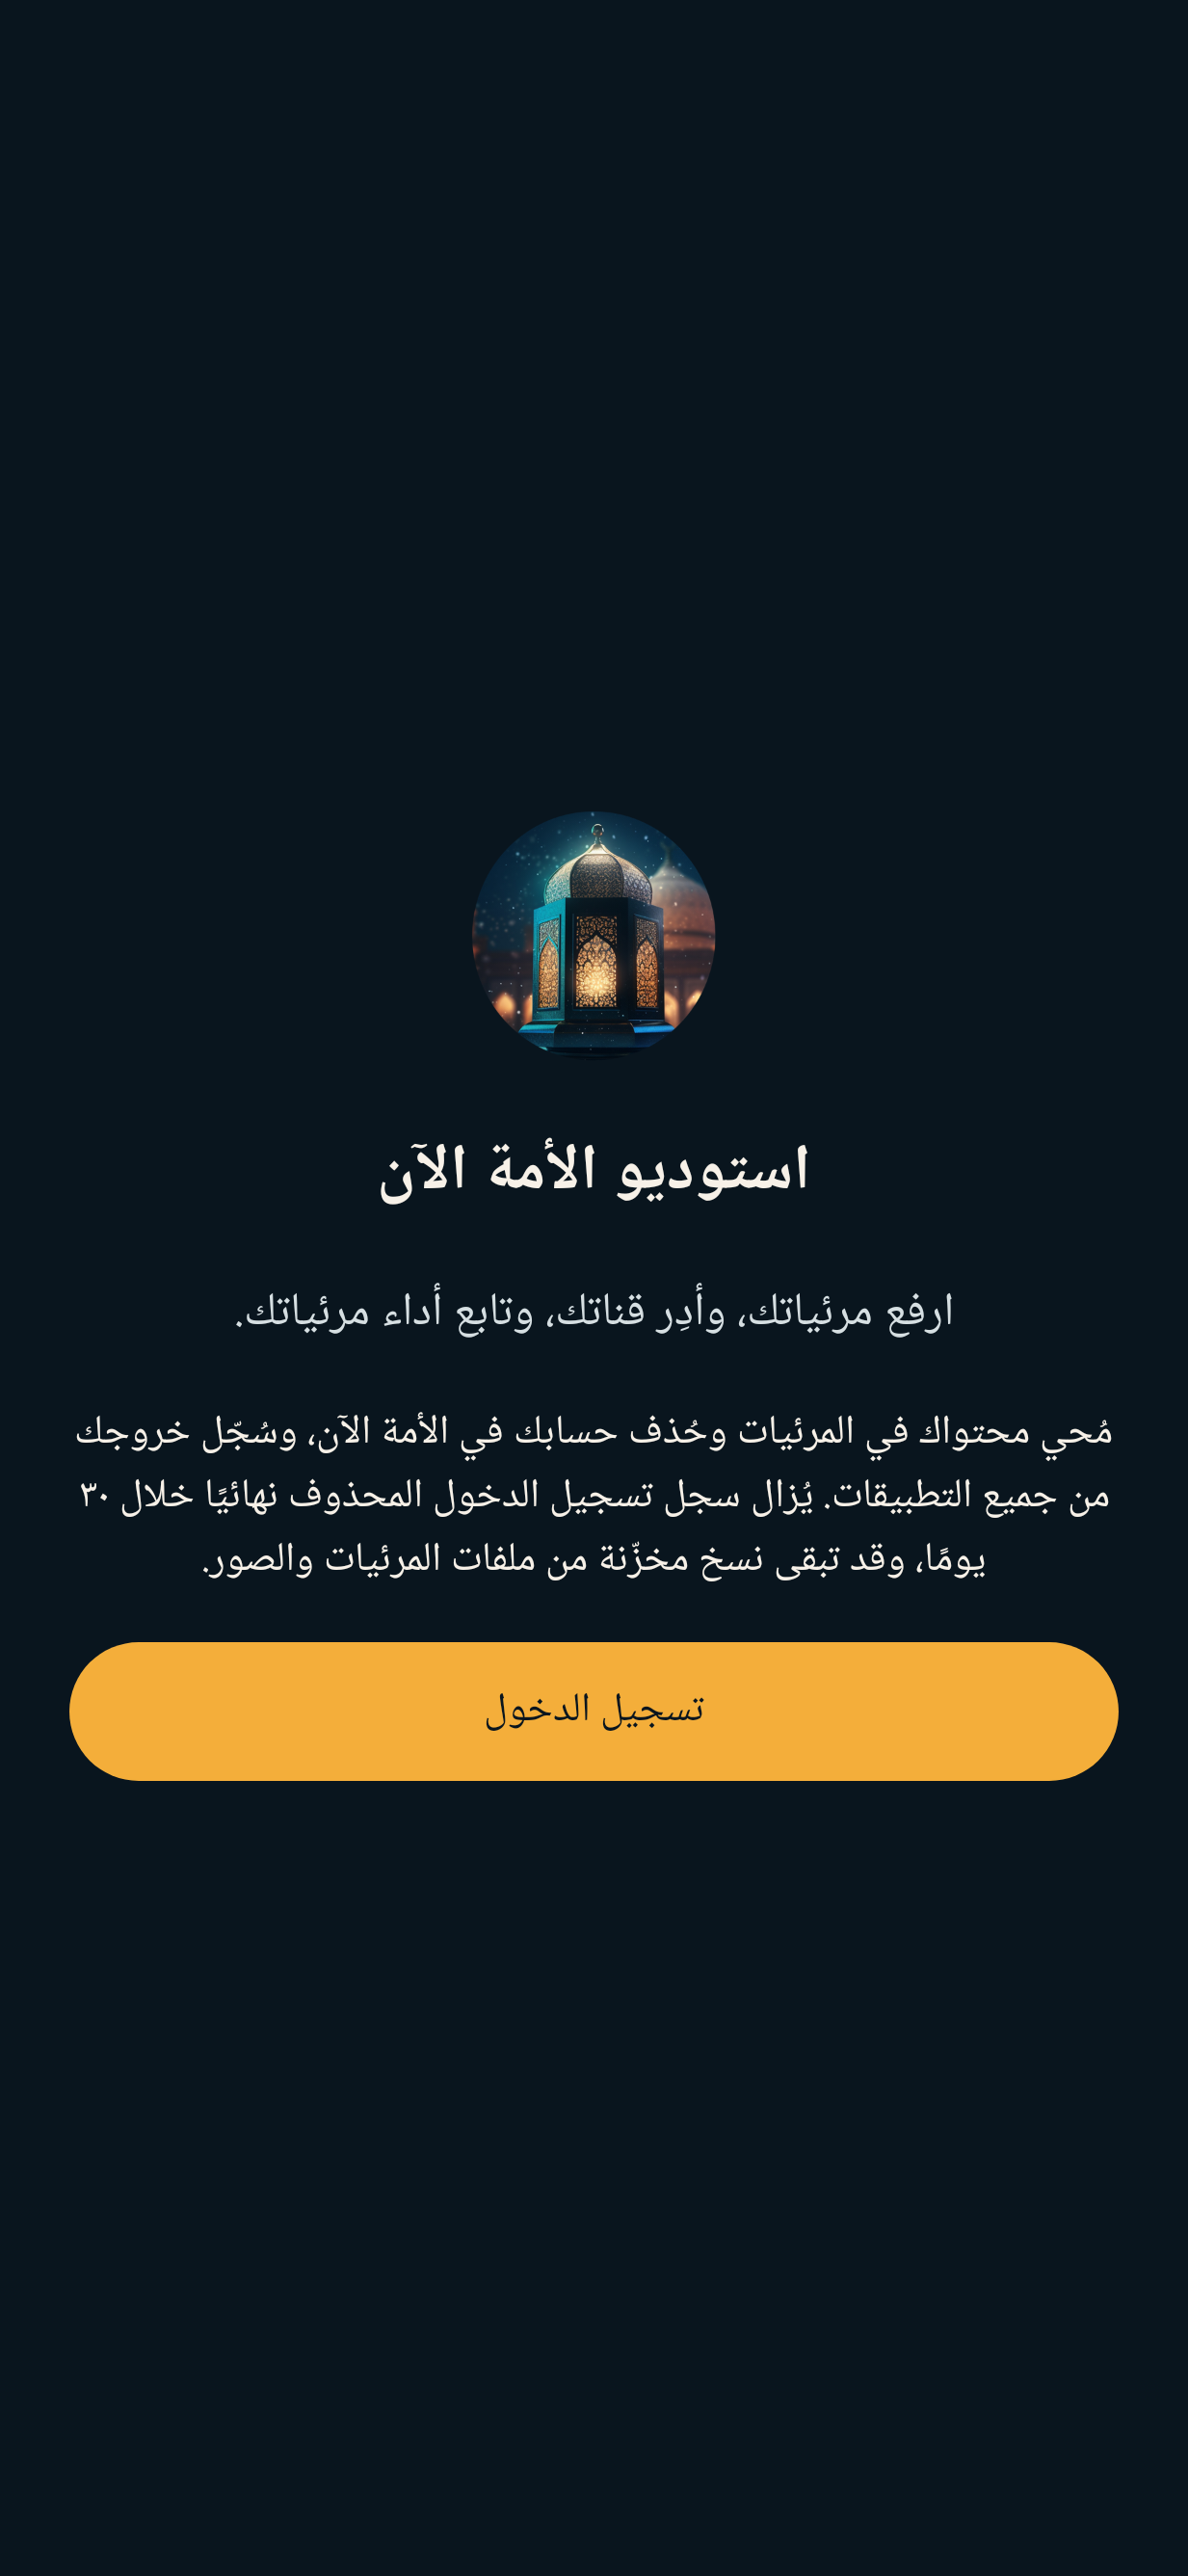 استوديو الأمة الآن
ارفع مرئياتك، وأدِر قناتك، وتابع أداء مرئياتك.
مُحي محتواك في المرئيات وحُذف حسابك في الأمة الآن، وسُجّل خروجك
من جميع التطبيقات. يُزال سجل تسجيل الدخول المحذوف نهائيًا خلال ٣٠
يومًا، وقد تبقى نسخ مخزّنة من ملفات المرئيات والصور.
تسجيل الدخول